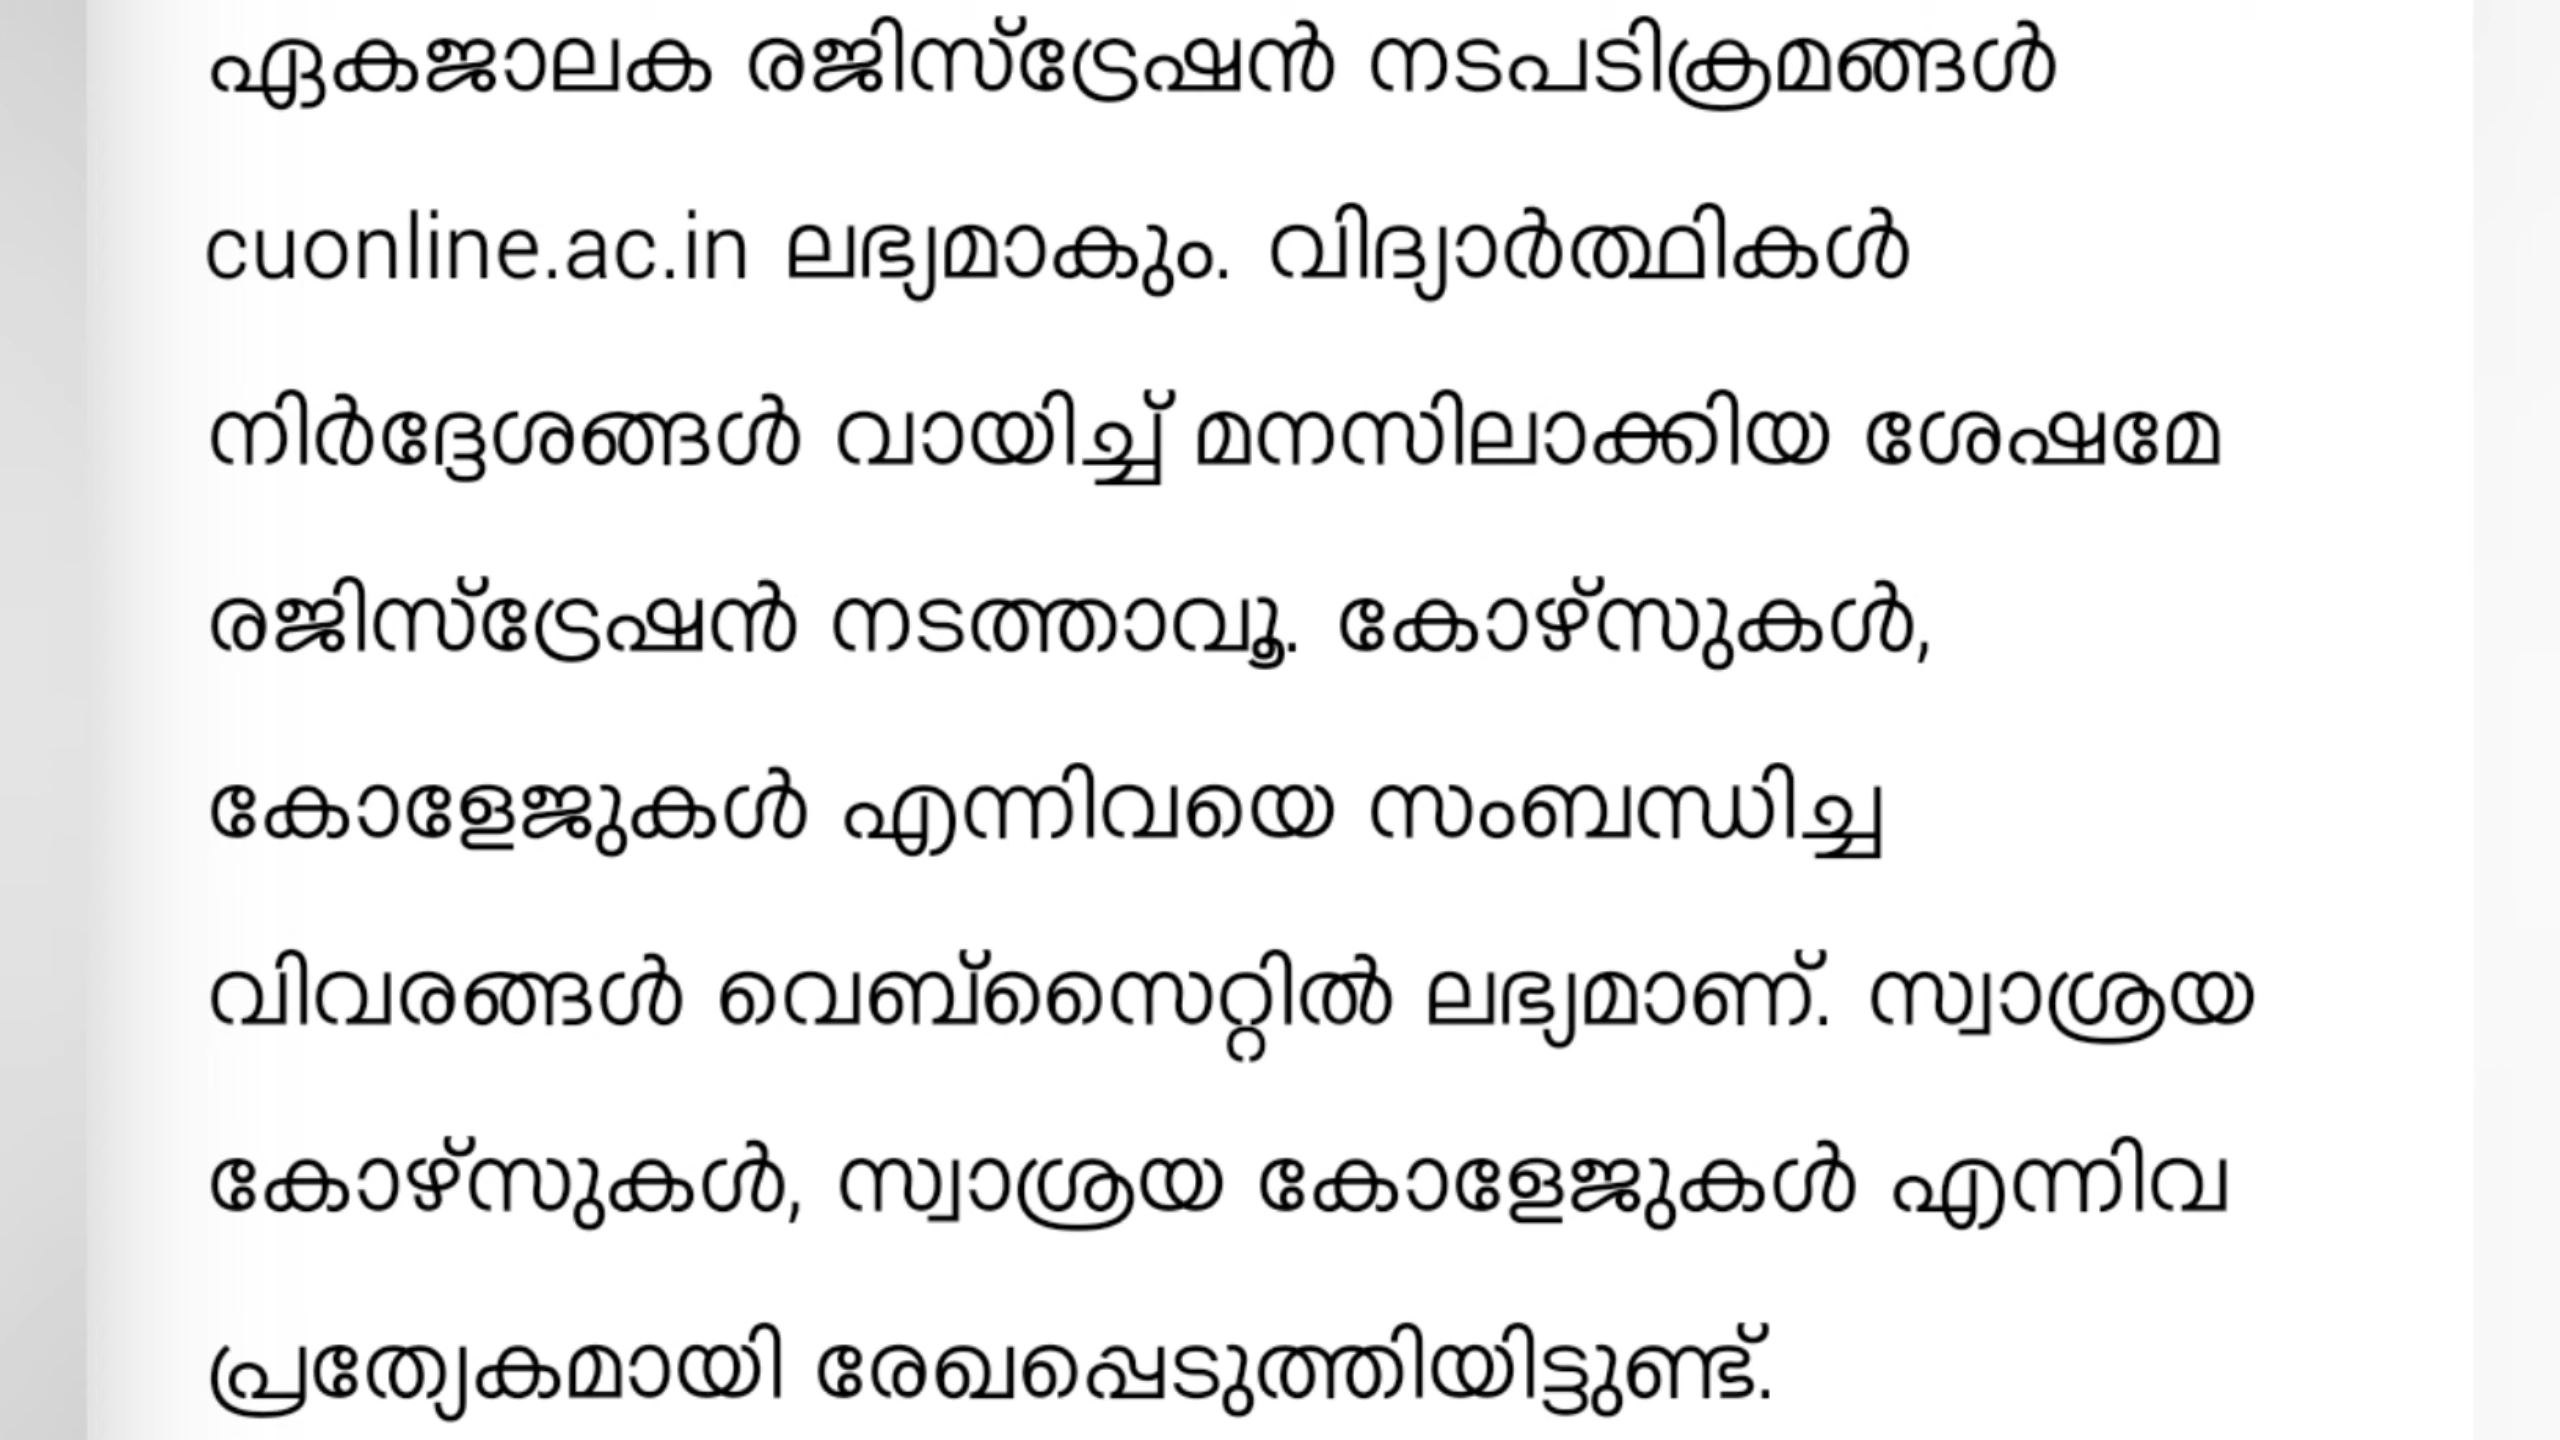 ഏകജാലക രജിസ്ട്രേഷൻ നടപടിക്രമങ്ങൾ
cuonline.ac.in ലഭ്യമാകും. വിദ്യാർത്ഥികൾ
നിർദ്ദേശങ്ങൾ വായിച്ച് മനസിലാക്കിയ ശേഷമേ
രജിസ്ട്രേഷൻ നടത്താവൂ. കോഴ്സുകൾ,
കോളേജുകൾ എന്നിവയെ സംബന്ധിച്ച
വിവരങ്ങൾ വെബ്സൈറ്റിൽ ലഭ്യമാണ്. സ്വാശ്രയ
കോഴ്സുകൾ, സ്വാശ്രയ കോളേജുകൾ എന്നിവ
പ്രത്യേകമായി രേഖപ്പെടുത്തിയിട്ടുണ്ട്.